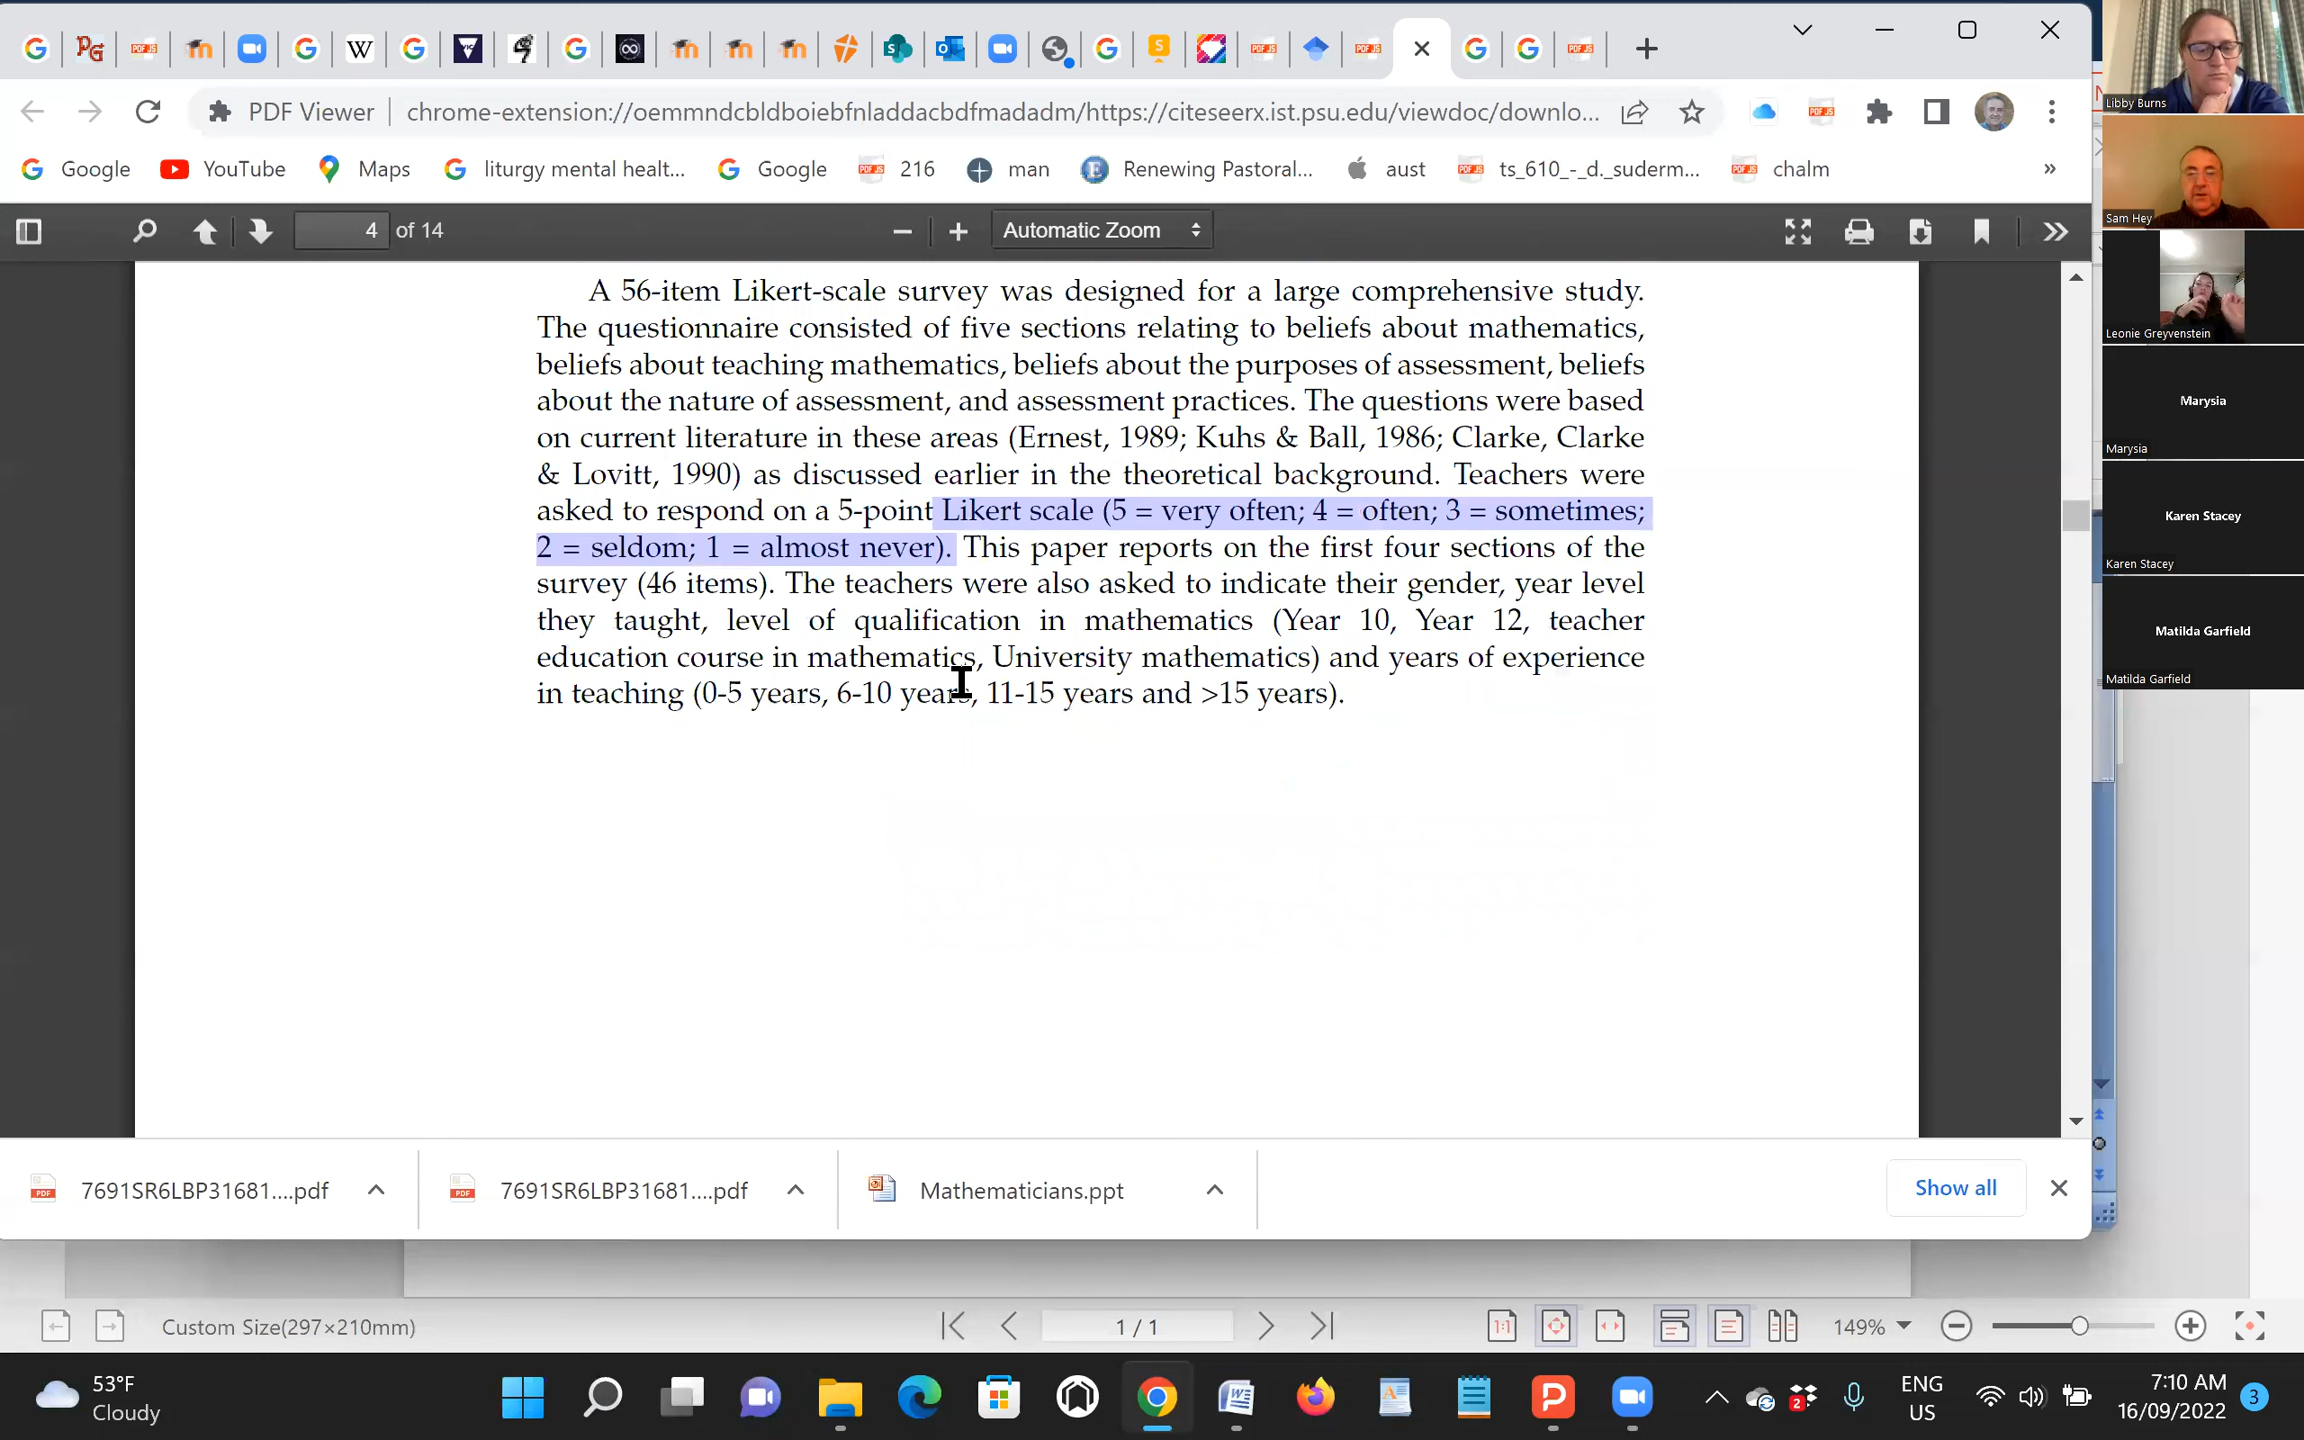 PDF Viewer
chrome-extension://oemmndcbldboiebfnladdacbdfmadadm/https://citeseerx.ist.psu.edu/viewdoc/downlo...
Google
YouTube
Maps
liturgy mental healt...
Google
216
man
Renewing Pastoral...
aust
ts_610_-_d._suderm...
chalm
»
4 of 14
Automatic Zoom
A 56-item Likert-scale survey was designed for a large comprehensive study.
The questionnaire consisted of five sections relating to beliefs about mathematics,
beliefs about teaching mathematics, beliefs about the purposes of assessment, beliefs
about the nature of assessment, and assessment practices. The questions were based
on current literature in these areas (Ernest, 1989; Kuhs & Ball, 1986; Clarke, Clarke
& Lovitt, 1990) as discussed earlier in the theoretical background. Teachers were
asked to respond on a 5-point Likert scale (5 = very often; 4 = often; 3 = sometimes;
2 = seldom; 1 = almost never). This paper reports on the first four sections of the
survey (46 items). The teachers were also asked to indicate their gender, year level
they taught, level of qualification in mathematics (Year 10, Year 12, teacher
education course in mathematics, University mathematics) and years of experience
in teaching (0-5 years, 6-10 years, 11-15 years and >15 years).
Libby Burns
Sam Hey
Leonie Greyvenstein
Marysia
Marysia
Karen Stacey
Karen Stacey
Matilda Garfield
Matilda Garfield
7691SR6LBP31681....pdf
7691SR6LBP31681....pdf
Mathematicians.ppt
Show all
Custom Size(297×210mm)
1 / 1
1:1
149%
53°F
Cloudy
2
ENG
US
7:10 AM
16/09/2022
3